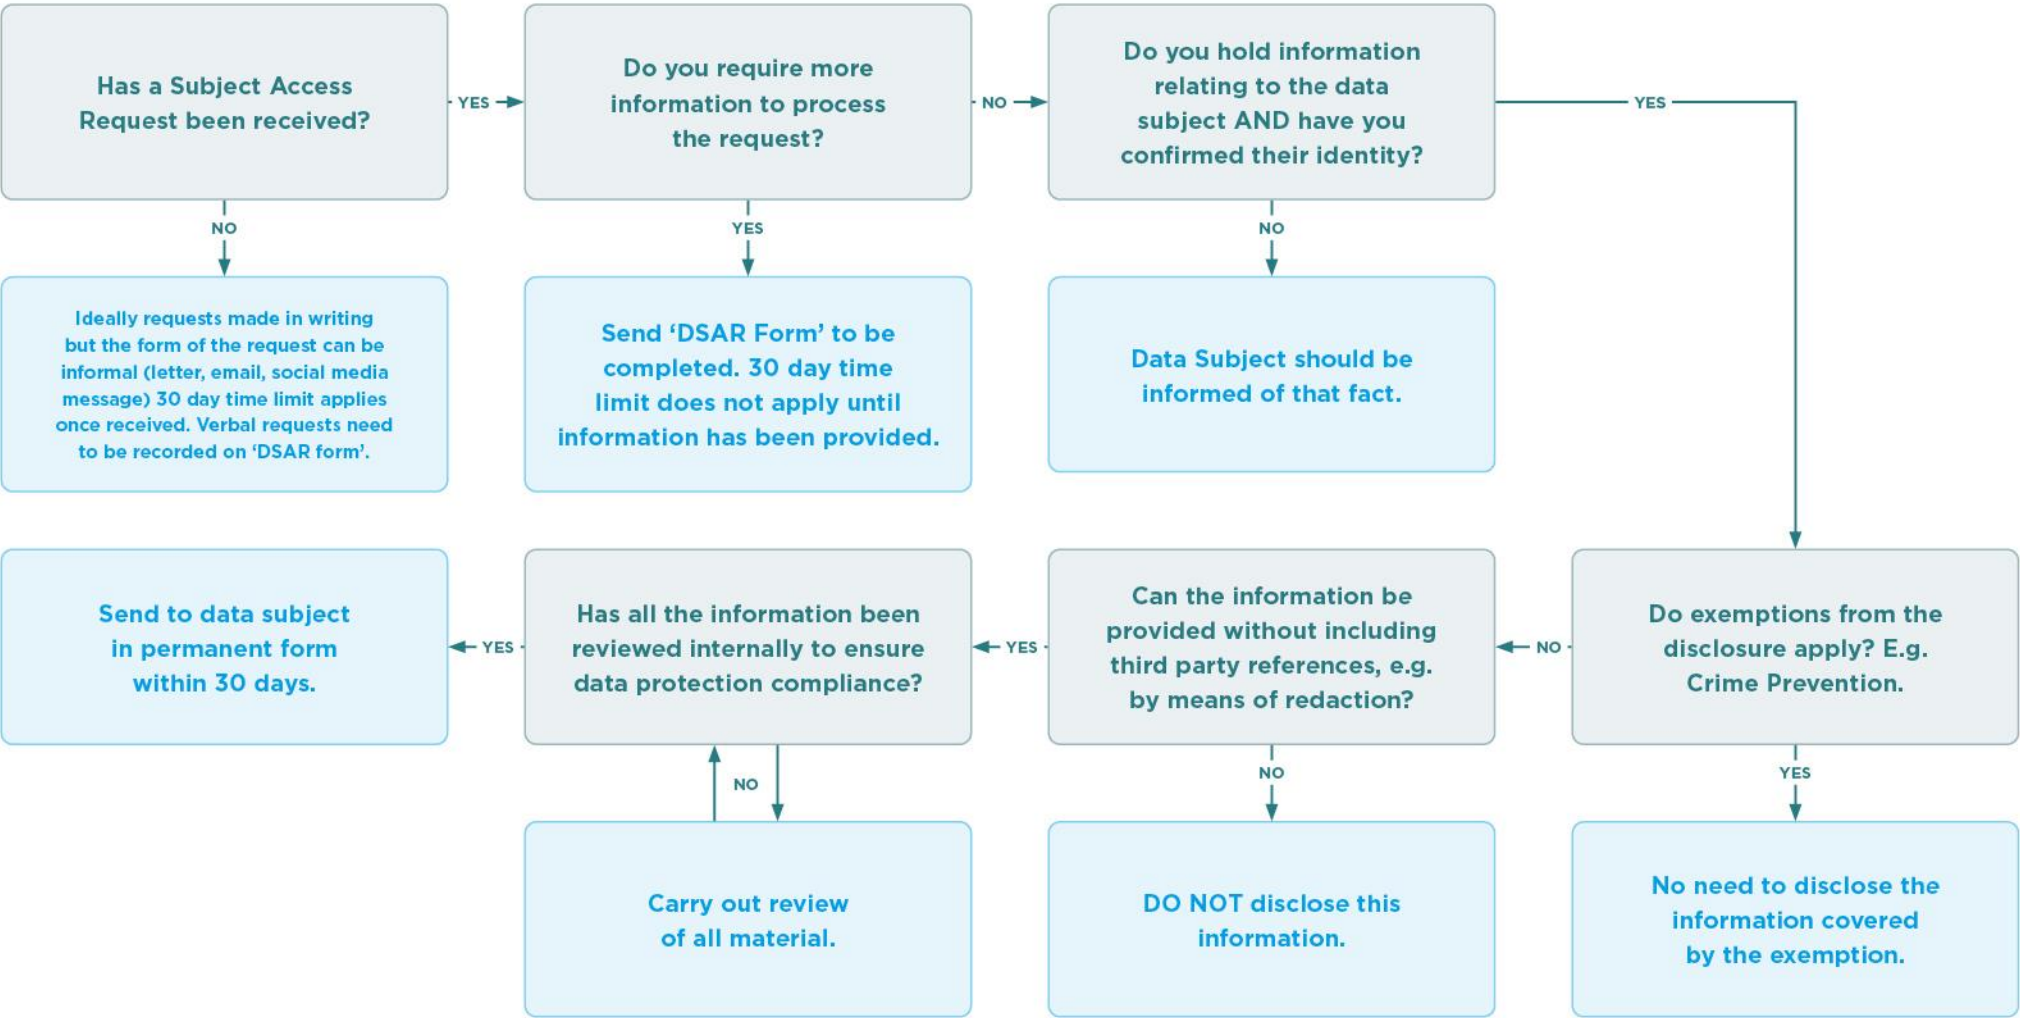 Has a Subject Access
Request been received?
YES
Do you require more
information to process
the request?
NO
Do you hold information
relating to the data
subject AND have you
confirmed their identity?
YES
NO
YES
NO
Ideally requests made in writing
but the form of the request can be
informal (letter, email, social media
message) 30 day time limit applies
once received. Verbal requests need
to be recorded on ‘DSAR form’.
Send ‘DSAR Form’ to be
completed. 30 day time
limit does not apply until
information has been provided.
Data Subject should be
informed of that fact.
Send to data subject
in permanent form
within 30 days.
YES
Has all the information been
reviewed internally to ensure
data protection compliance?
YES
Can the information be
provided without including
third party references, e.g.
by means of redaction?
NO
Do exemptions from the
disclosure apply? E.g.
Crime Prevention.
NO
NO
YES
Carry out review
of all material.
DO NOT disclose this
information.
No need to disclose the
information covered
by the exemption.